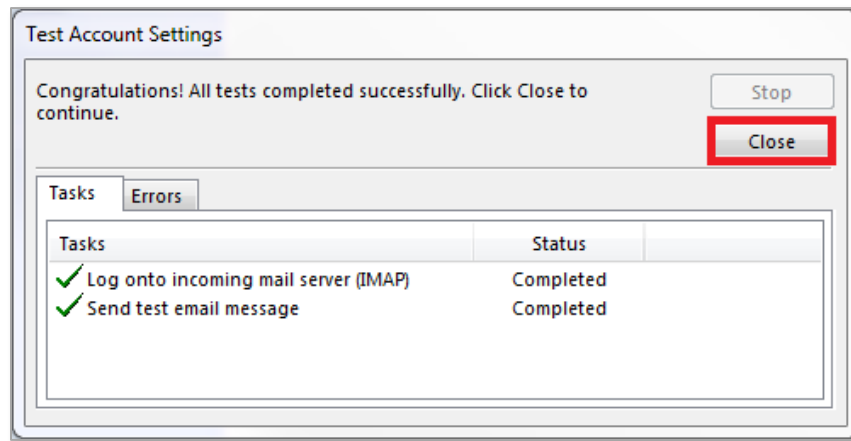 Test Account Settings
Congratulations! All tests completed successfully. Click Close to
continue.
Stop
Close
Tasks Errors
Tasks Status
Log onto incoming mail server (IMAP) Completed
Send test email message Completed